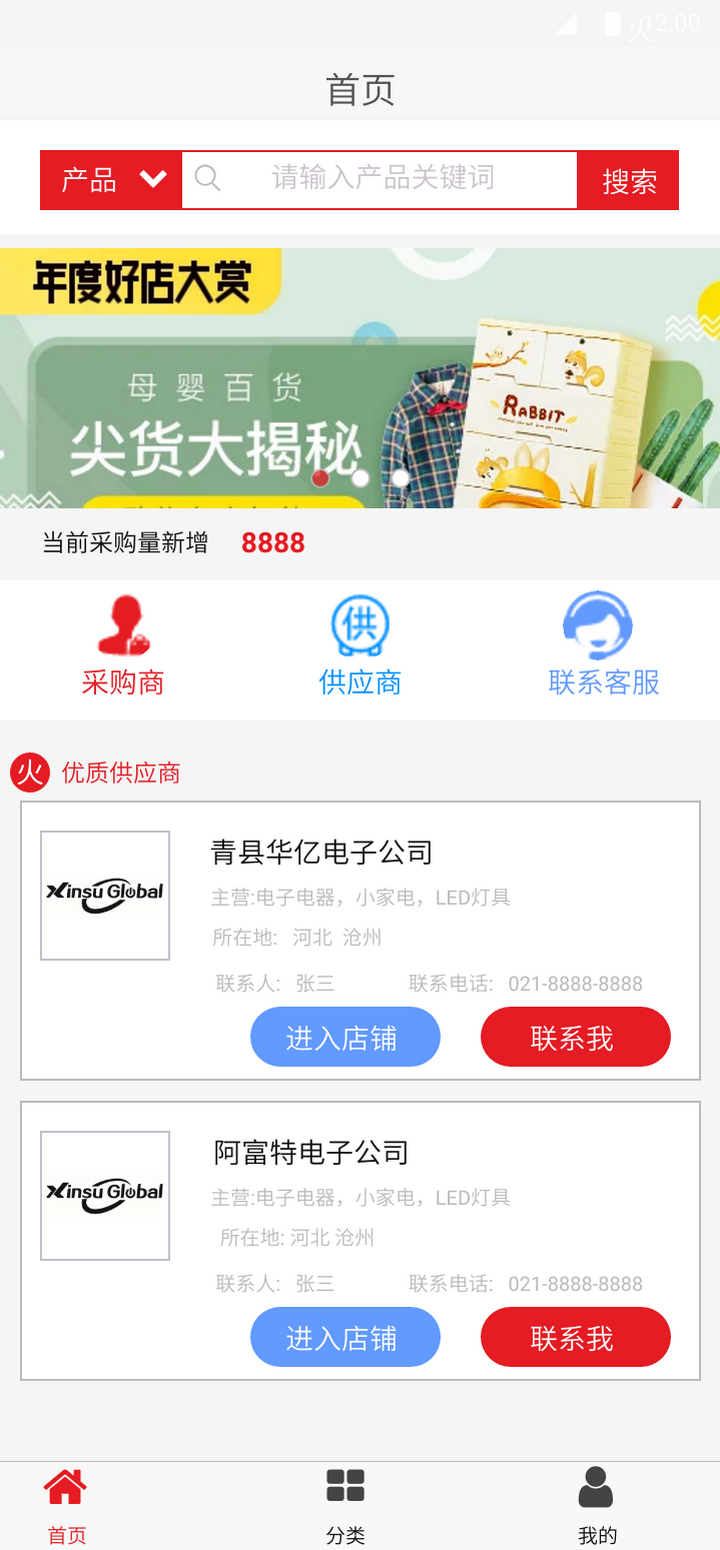 火 12:00
首页
产品 请输入产品关键词 搜索
年度好店大赏
母婴百货
尖货大揭秘
RABBIT
当前采购量新增 8888
供
采购商 供应商 联系客服
火 优质供应商
青县华亿电子公司
Xinsu Global
主营:电子电器，小家电，LED灯具
所在地: 河北 沧州
联系人: 张三 联系电话: 021-8888-8888
进入店铺 联系我
阿富特电子公司
Xinsu Global
主营:电子电器，小家电，LED灯具
所在地: 河北 沧州
联系人: 张三 联系电话: 021-8888-8888
进入店铺 联系我
首页 分类 我的